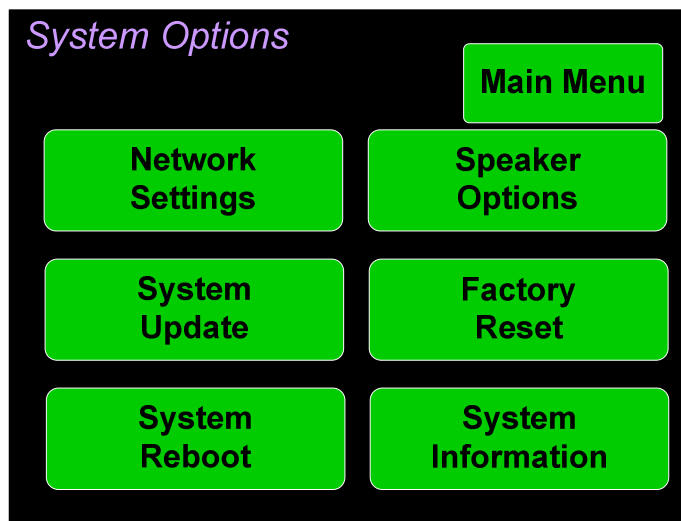 System Options
Main Menu
Network
Settings
Speaker
Options
System
Update
Factory
Reset
System
Reboot
System
Information